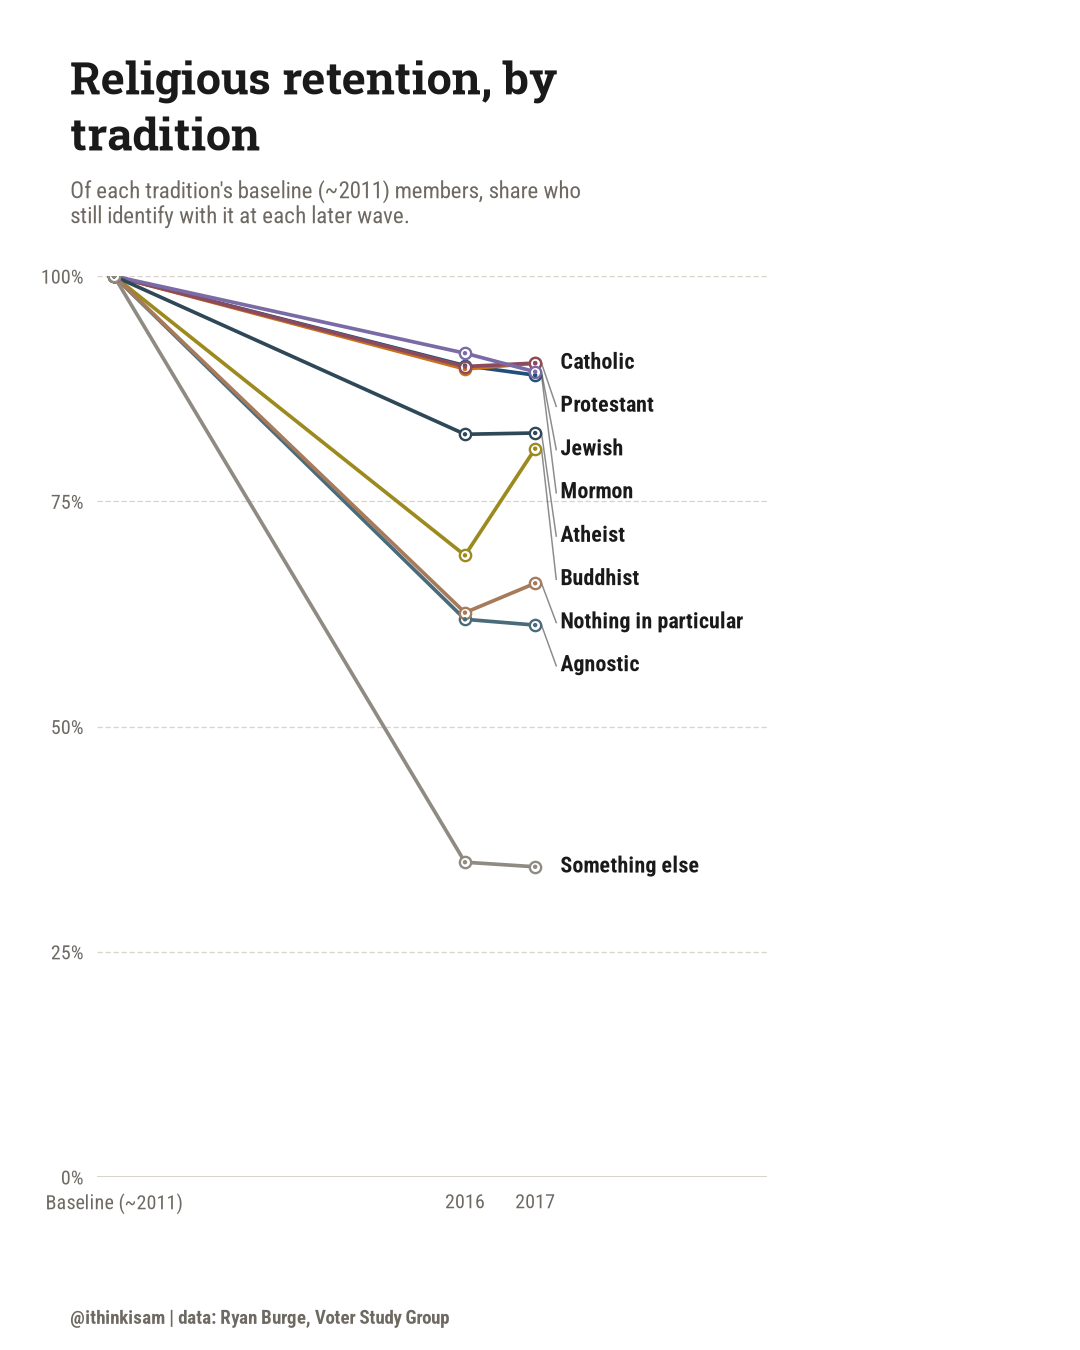 Religious retention, by
tradition
Of each tradition's baseline (~2011) members, share who
still identify with it at each later wave.
100%
Catholic
Protestant
Jewish
Mormon
75%
Atheist
Buddhist
Nothing in particular
Agnostic
50%
Something else
25%
0%
Baseline (~2011) 2016 2017
@ithinkisam | data: Ryan Burge, Voter Study Group